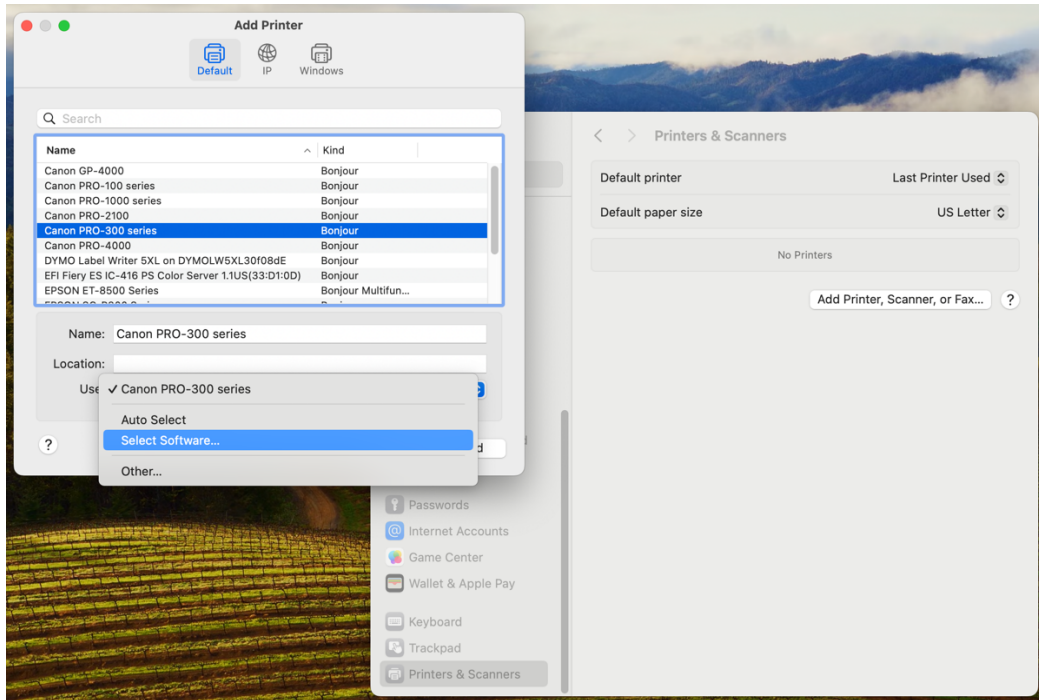 Add Printer
Default
IP
Windows
Search
Name Kind
Canon GP-4000 Bonjour
Canon PRO-100 series Bonjour
Canon PRO-1000 series Bonjour
Canon PRO-2100 Bonjour
Canon PRO-300 series Bonjour
Canon PRO-4000 Bonjour
DYMO Label Writer 5XL on DYMOLW5XL30f08dE Bonjour
EFI Fiery ES IC-416 PS Color Server 1.1US(33:D1:0D) Bonjour
EPSON ET-8500 Series Bonjour Multifun...
Name: Canon PRO-300 series
Location:
Use
✓ Canon PRO-300 series
Auto Select
Select Software...
Other...
?
Printers & Scanners
Default printer Last Printer Used
Default paper size US Letter
No Printers
Add Printer, Scanner, or Fax... ?
Passwords
Internet Accounts
Game Center
Wallet & Apple Pay
Keyboard
Trackpad
Printers & Scanners